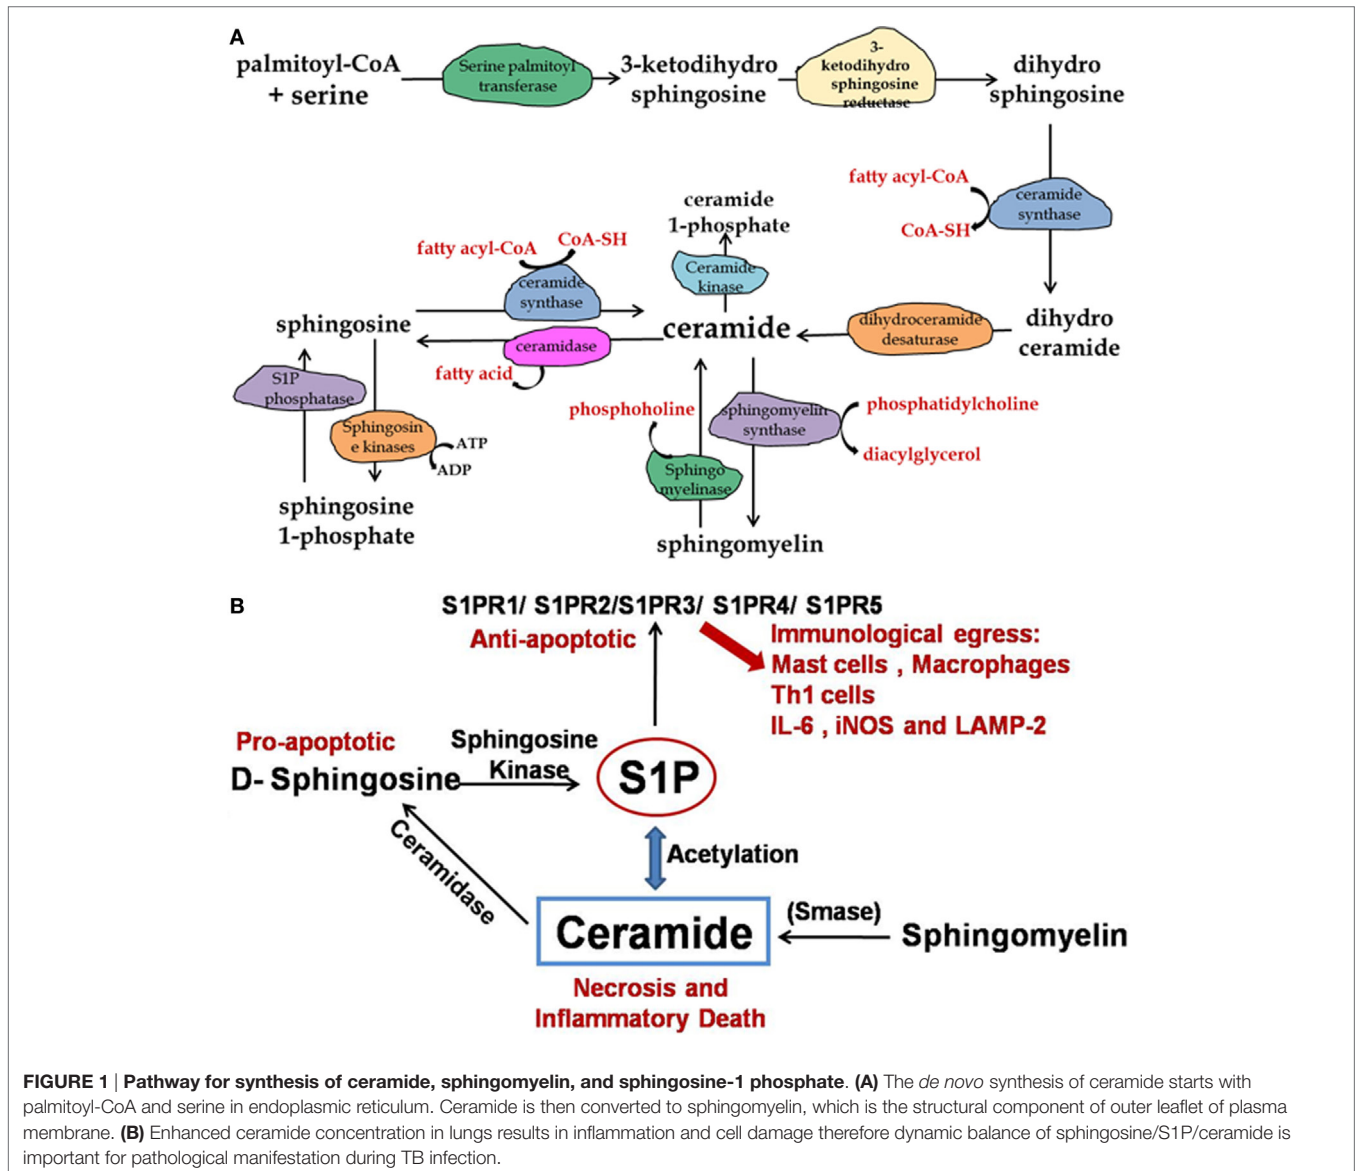 A
palmitoyl-CoA
+ serine
Serine palmitoyl
transferase
3-ketodihydro
sphingosine
3-
ketodihydro
sphingosine
reductase
dihydro
sphingosine
fatty acyl-CoA
CoA-SH
ceramide
synthase
ceramide
1-phosphate
Ceramide
kinase
fatty acyl-CoA
CoA-SH
ceramide
synthase
sphingosine
ceramidase
fatty acid
ceramide
dihydroceramide
desaturase
dihydro
ceramide
S1P
phosphatase
Sphingosin
e kinases
ATP
ADP
phosphoholine
Sphingo
myelinase
sphingomyelin
synthase
phosphatidylcholine
diacylglycerol
sphingosine
1-phosphate
sphingomyelin
B
S1PR1/ S1PR2/S1PR3/ S1PR4/ S1PR5
Anti-apoptotic
Immunological egress:
Mast cells , Macrophages
Th1 cells
IL-6 , iNOS and LAMP-2
Pro-apoptotic
D- Sphingosine
Sphingosine
Kinase
S1P
Ceramidase
Acetylation
Ceramide
(Smase)
Sphingomyelin
Necrosis and
Inflammatory Death
FIGURE 1 | Pathway for synthesis of ceramide, sphingomyelin, and sphingosine-1 phosphate. (A) The de novo synthesis of ceramide starts with
palmitoyl-CoA and serine in endoplasmic reticulum. Ceramide is then converted to sphingomyelin, which is the structural component of outer leaflet of plasma
membrane. (B) Enhanced ceramide concentration in lungs results in inflammation and cell damage therefore dynamic balance of sphingosine/S1P/ceramide is
important for pathological manifestation during TB infection.